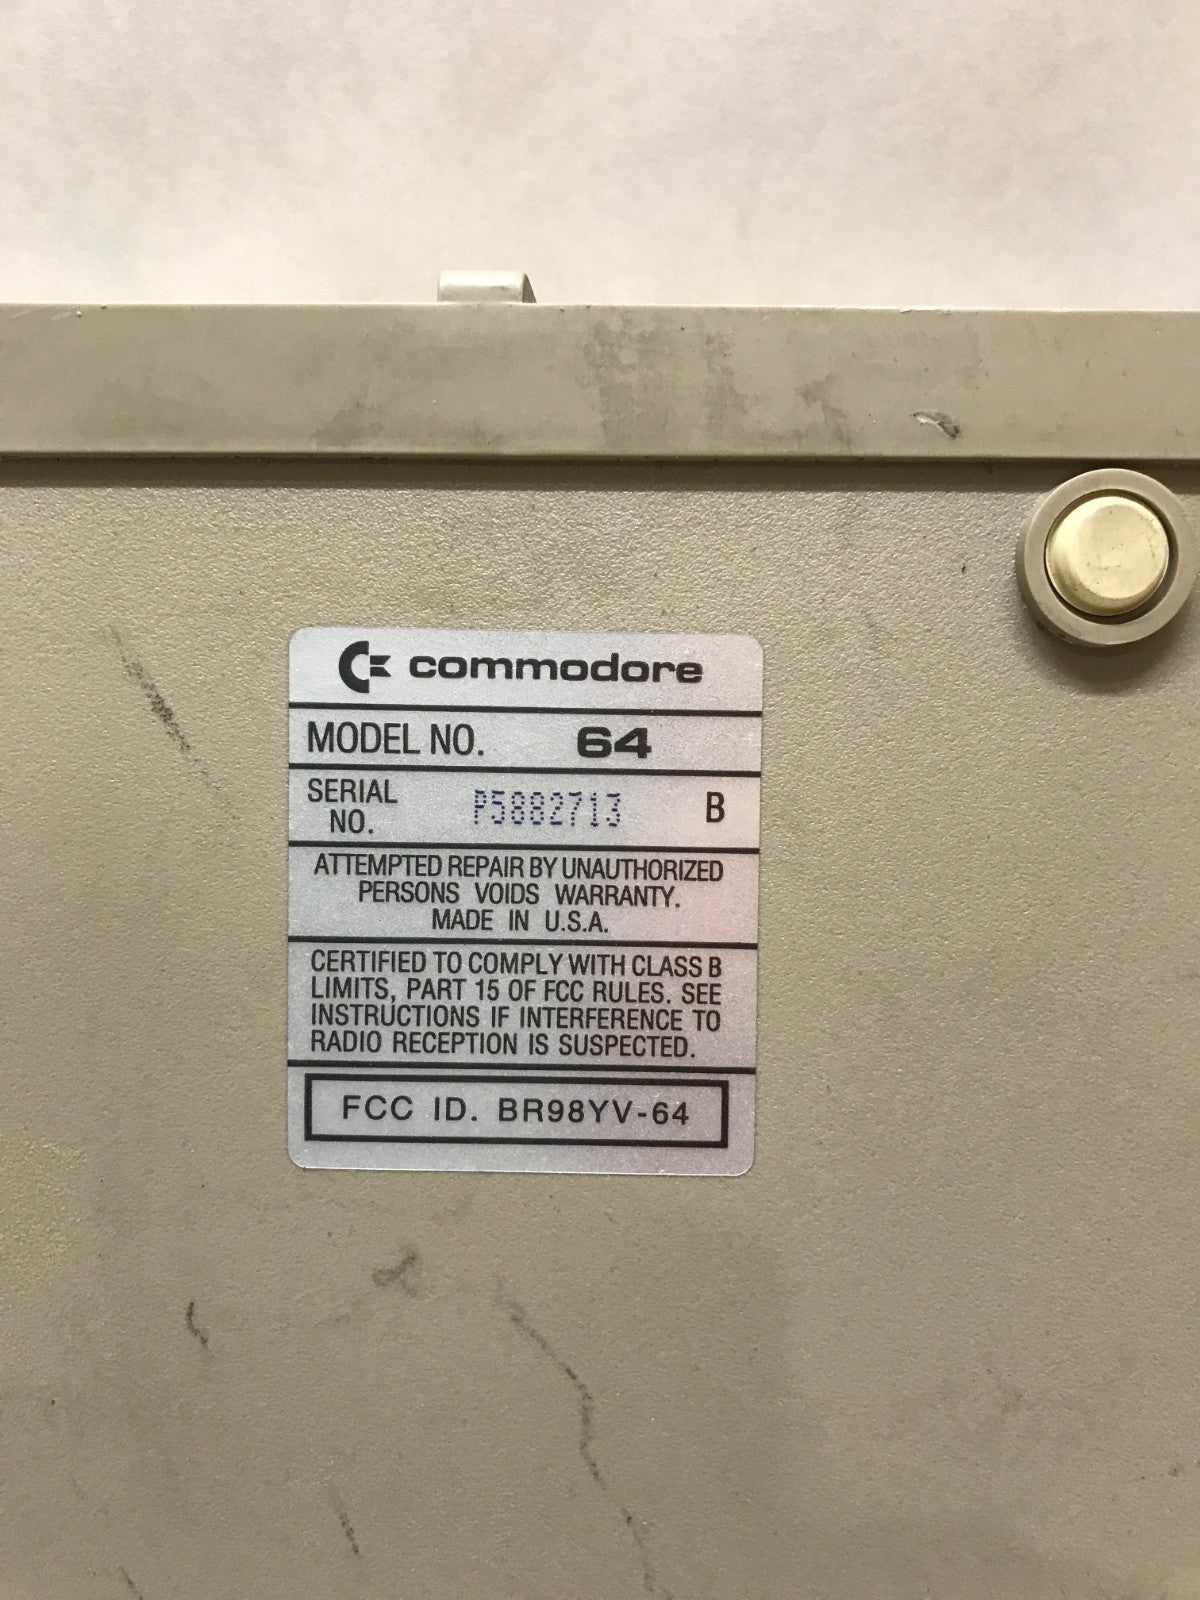 commodore
MODEL NO. 64
SERIAL
NO. P5882713 B
ATTEMPTED REPAIR BY UNAUTHORIZED
PERSONS VOIDS WARRANTY.
MADE IN U.S.A.
CERTIFIED TO COMPLY WITH CLASS B
LIMITS, PART 15 OF FCC RULES. SEE
INSTRUCTIONS IF INTERFERENCE TO
RADIO RECEPTION IS SUSPECTED.
FCC ID. BR98YV-64